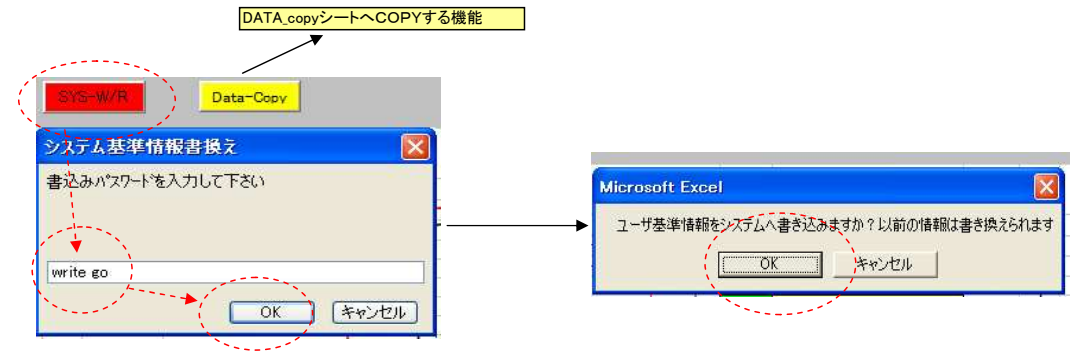 DATA_copyシートへCOPYする機能
SYS-W/R
Data-Copy
システム基準情報書換え
書込みパスワードを入力して下さい
write go
OK
キャンセル
Microsoft Excel
ユーザ基準情報をシステムへ書き込みますか？以前の情報は書き換えられます
OK
キャンセル